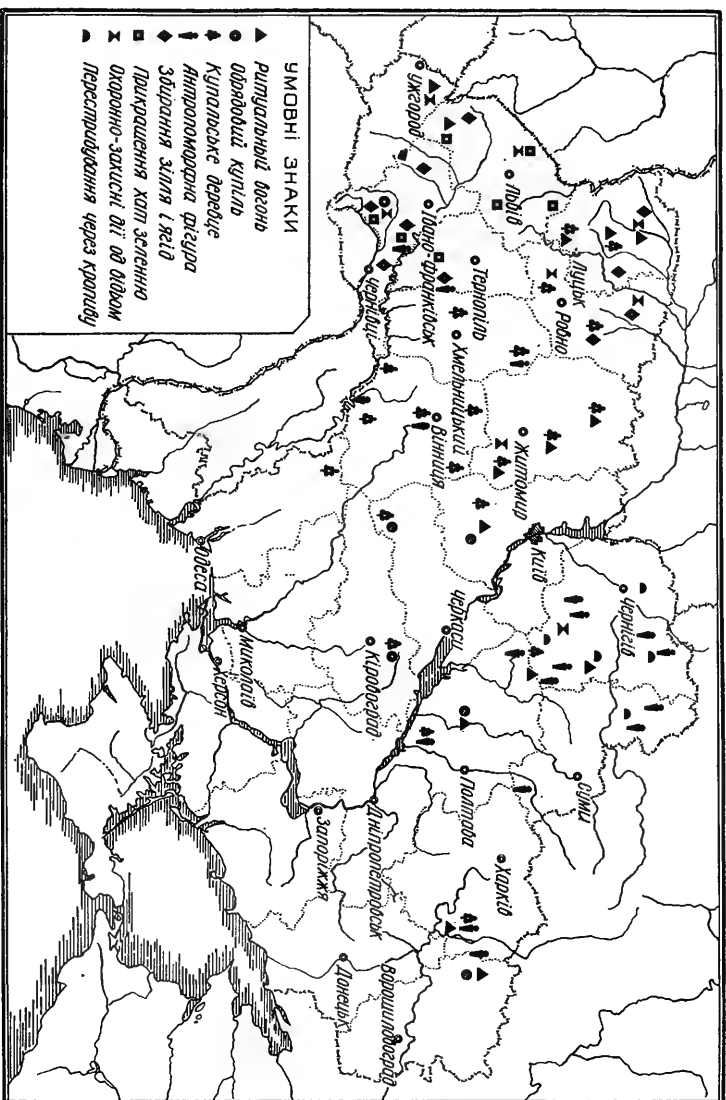 УМОВНІ ЗНАКИ
Ритуальний вогонь
Обрядовий купіль
Купальське деревце
Антропоморфна фігура
Збирання зілля і ягід
Прикрашення хат зеленню
Охоронно-захисні дії од відьом
Перестрибування через кропиву
Ужгород
Львів
Луцьк
Ровно
Тернопіль
Івано-Франківськ
Чернівці
Хмельницький
Вінниця
Житомир
Київ
Чернігів
Суми
Черкаси
Полтава
Харків
Кіровоград
Дніпропетровськ
Ворошиловград
Запоріжжя
Донецьк
Миколаїв
Херсон
Одеса